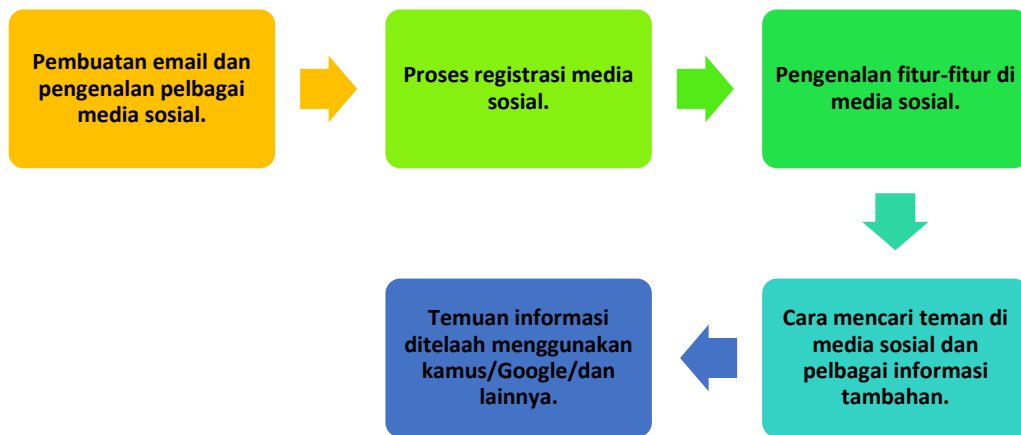 Pembuatan email dan
pengenalan pelbagai
media sosial.
Proses registrasi media
sosial.
Pengenalan fitur-fitur di
media sosial.
Cara mencari teman di
media sosial dan
pelbagai informasi
tambahan.
Temuan informasi
ditelaah menggunakan
kamus/Google/dan
lainnya.